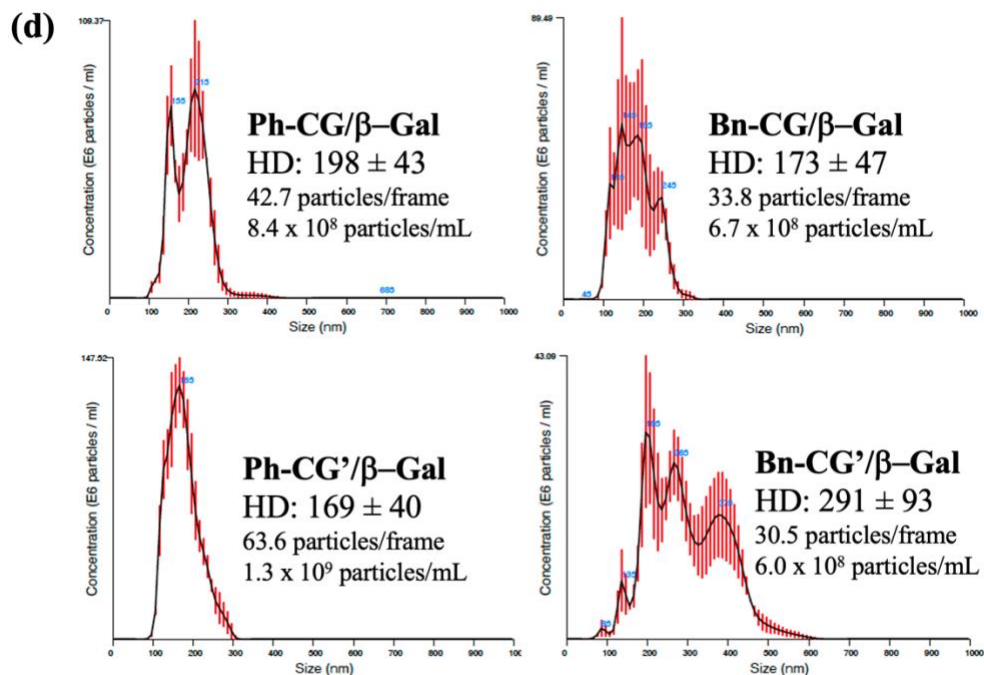 (d)
109.37
Concentration (E6 particles / ml)
155
215
685
Ph-CG/β–Gal
HD: 198 ± 43
42.7 particles/frame
8.4 x 10⁸ particles/mL
0 100 200 300 400 500 600 700 800 900 1000
Size (nm)
89.49
Concentration (E6 particles / ml)
45
185
245
Bn-CG/β–Gal
HD: 173 ± 47
33.8 particles/frame
6.7 x 10⁸ particles/mL
0 100 200 300 400 500 600 700 800 900 1000
Size (nm)
147.52
Concentration (E6 particles / ml)
165
Ph-CG’/β–Gal
HD: 169 ± 40
63.6 particles/frame
1.3 x 10⁹ particles/mL
0 100 200 300 400 500 600 700 800 900 1000
Size (nm)
43.09
Concentration (E6 particles / ml)
85
135
195
265
Bn-CG’/β–Gal
HD: 291 ± 93
30.5 particles/frame
6.0 x 10⁸ particles/mL
0 100 200 300 400 500 600 700 800 900 1000
Size (nm)